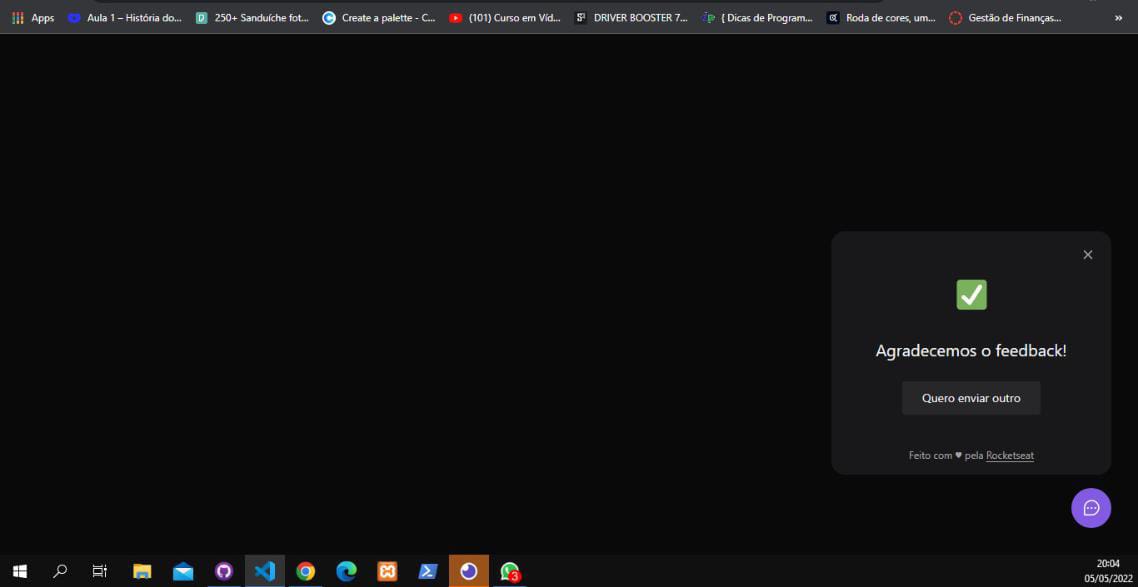 Apps Aula 1 – História do... 250+ Sanduíche fot... Create a palette - C... (101) Curso em Víd... DRIVER BOOSTER 7... { Dicas de Program... Roda de cores, um... Gestão de Finanças... »
Agradecemos o feedback!
Quero enviar outro
Feito com ♥ pela Rocketseat
3
20:04
05/05/2022